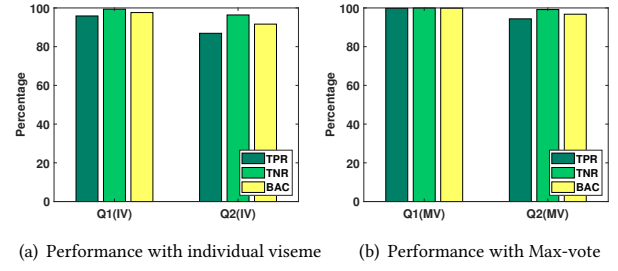 100
80
60
40
20
0
Percentage
TPR
TNR
BAC
Q1(IV) Q2(IV)
100
80
60
40
20
0
Percentage
TPR
TNR
BAC
Q1(MV) Q2(MV)
(a) Performance with individual viseme
(b) Performance with Max-vote